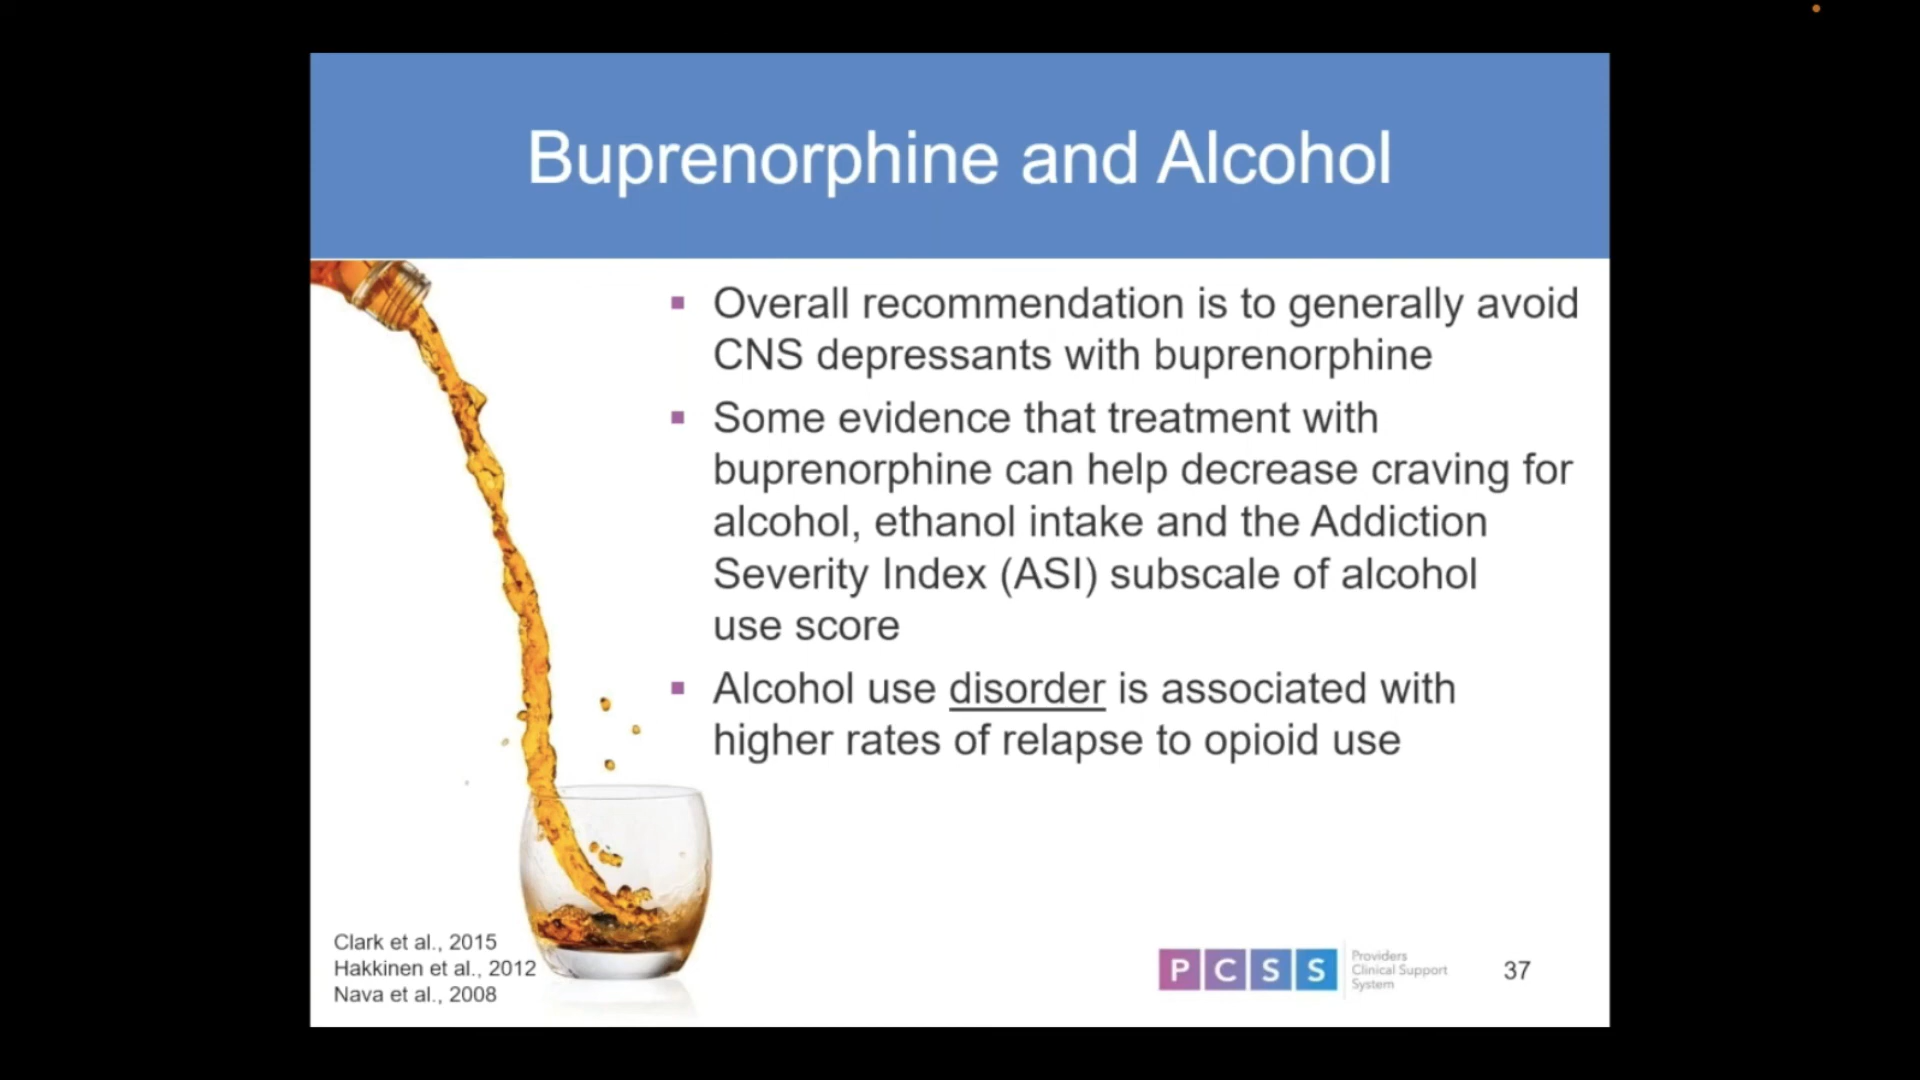 Buprenorphine and Alcohol
▪ Overall recommendation is to generally avoid
CNS depressants with buprenorphine
▪ Some evidence that treatment with
buprenorphine can help decrease craving for
alcohol, ethanol intake and the Addiction
Severity Index (ASI) subscale of alcohol
use score
▪ Alcohol use disorder is associated with
higher rates of relapse to opioid use
Clark et al., 2015
Hakkinen et al., 2012
Nava et al., 2008
PCSS
Providers
Clinical Support
System
37